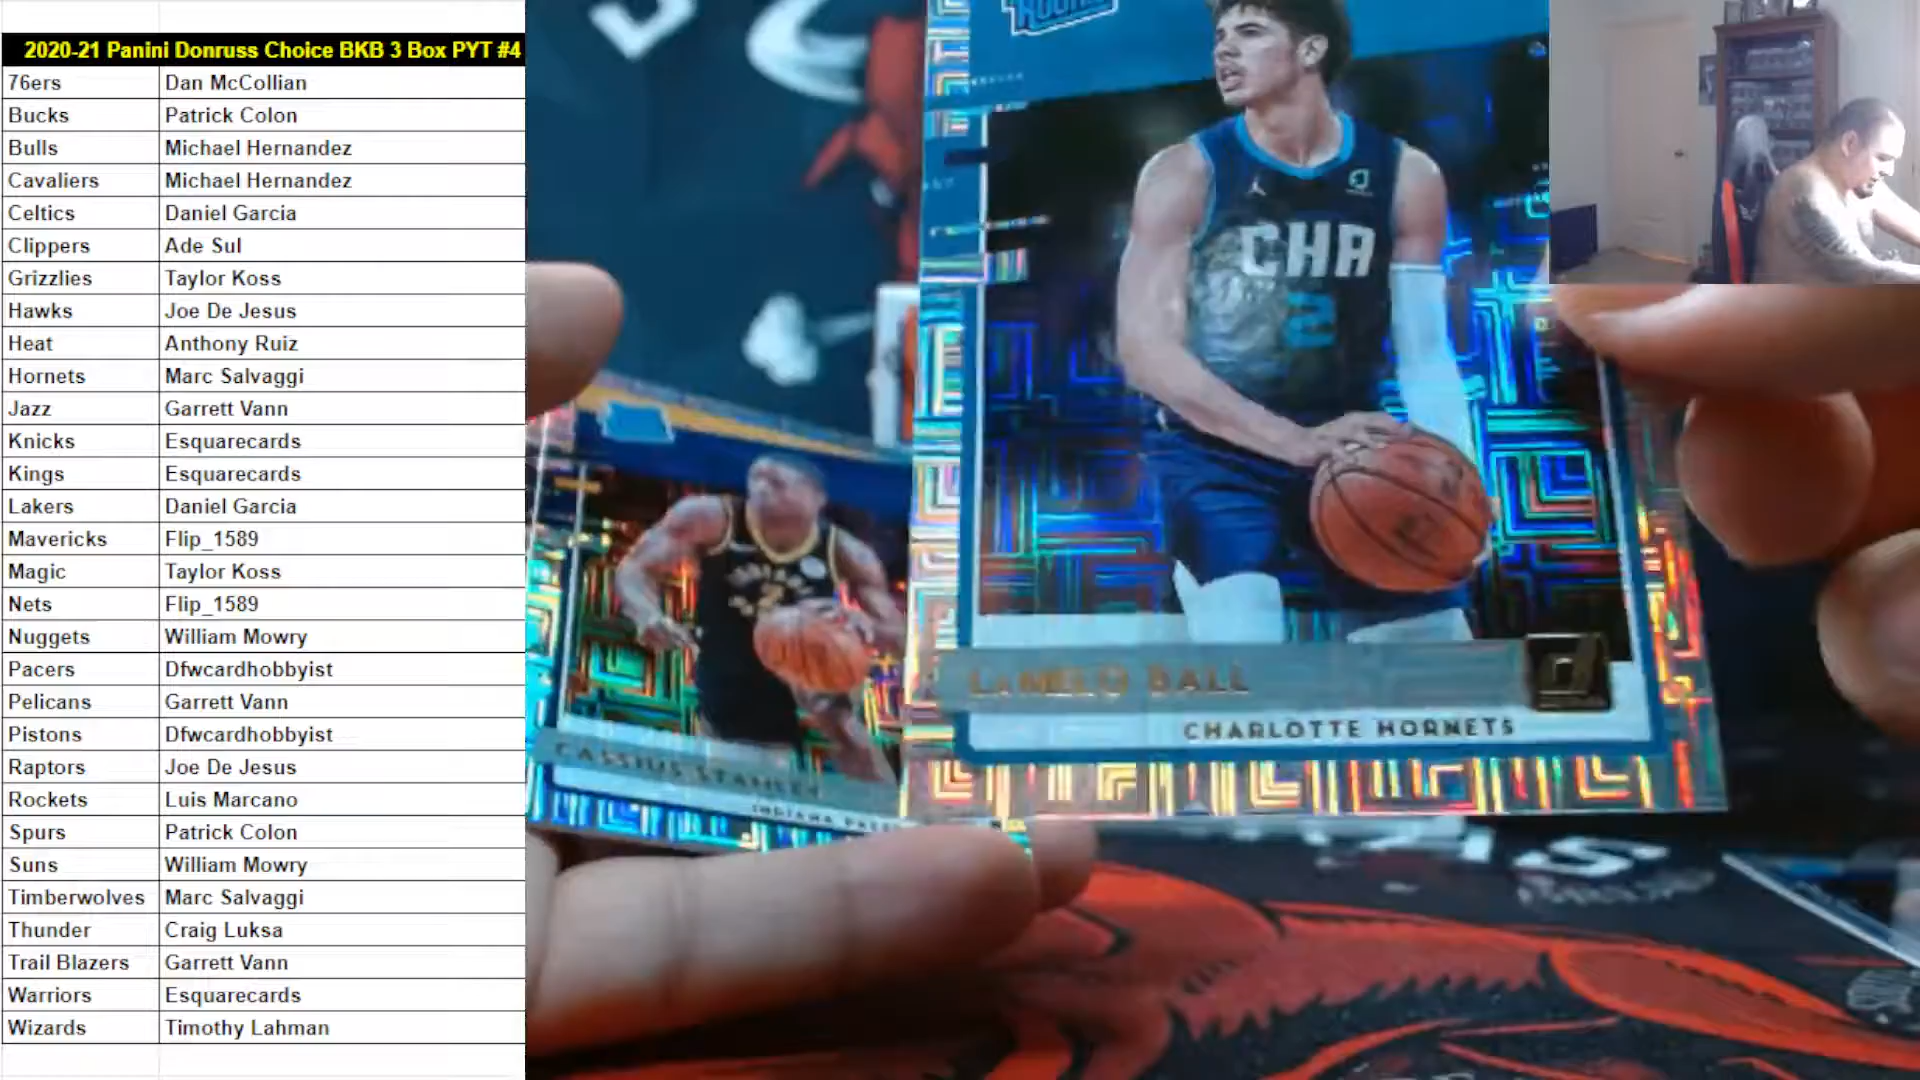 2020-21 Panini Donruss Choice BKB 3 Box PYT #4
76ers Dan McCollian
Bucks Patrick Colon
Bulls Michael Hernandez
Cavaliers Michael Hernandez
Celtics Daniel Garcia
Clippers Ade Sul
Grizzlies Taylor Koss
Hawks Joe De Jesus
Heat Anthony Ruiz
Hornets Marc Salvaggi
Jazz Garrett Vann
Knicks Esquarecards
Kings Esquarecards
Lakers Daniel Garcia
Mavericks Flip_1589
Magic Taylor Koss
Nets Flip_1589
Nuggets William Mowry
Pacers Dfwcardhobbyist
Pelicans Garrett Vann
Pistons Dfwcardhobbyist
Raptors Joe De Jesus
Rockets Luis Marcano
Spurs Patrick Colon
Suns William Mowry
Timberwolves Marc Salvaggi
Thunder Craig Luksa
Trail Blazers Garrett Vann
Warriors Esquarecards
Wizards Timothy Lahman
CHA
2
LaMELO BALL
CHARLOTTE HORNETS
CASSIUS STANLEY
INDIANA